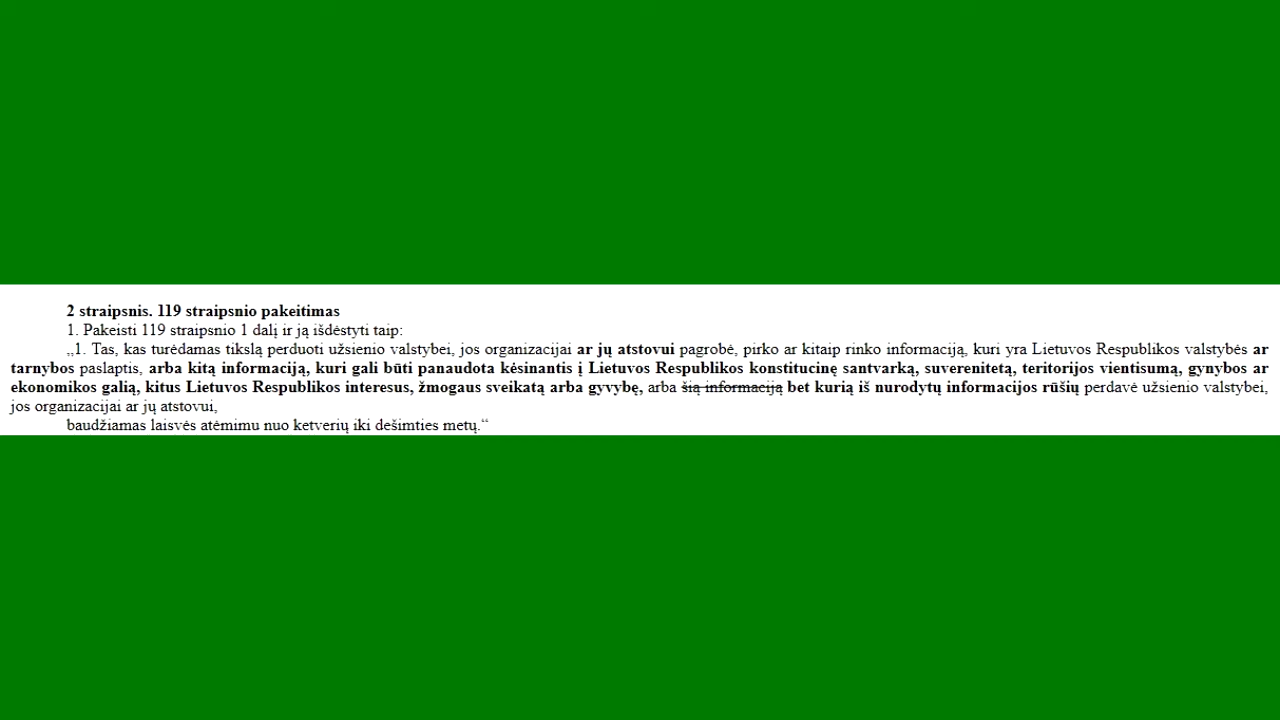 2 straipsnis. 119 straipsnio pakeitimas
1. Pakeisti 119 straipsnio 1 dalį ir ją išdėstyti taip:
„1. Tas, kas turėdamas tikslą perduoti užsienio valstybei, jos organizacijai ar jų atstovui pagrobė, pirko ar kitaip rinko informaciją, kuri yra Lietuvos Respublikos valstybės ar
tarnybos paslaptis, arba kitą informaciją, kuri gali būti panaudota kėsinantis į Lietuvos Respublikos konstitucinę santvarką, suverenitetą, teritorijos vientisumą, gynybos ar
ekonomikos galią, kitus Lietuvos Respublikos interesus, žmogaus sveikatą arba gyvybę, arba šią informaciją bet kurią iš nurodytų informacijos rūšių perdavė užsienio valstybei,
jos organizacijai ar jų atstovui,
baudžiamas laisvės atėmimu nuo ketverių iki dešimties metų.“